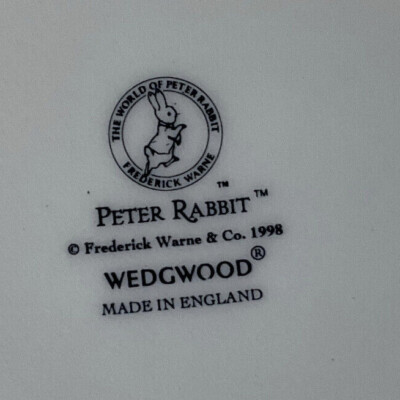 THE WORLD OF PETER RABBIT
FREDERICK WARNE
™
PETER RABBIT™
© Frederick Warne & Co. 1998
WEDGWOOD®
MADE IN ENGLAND